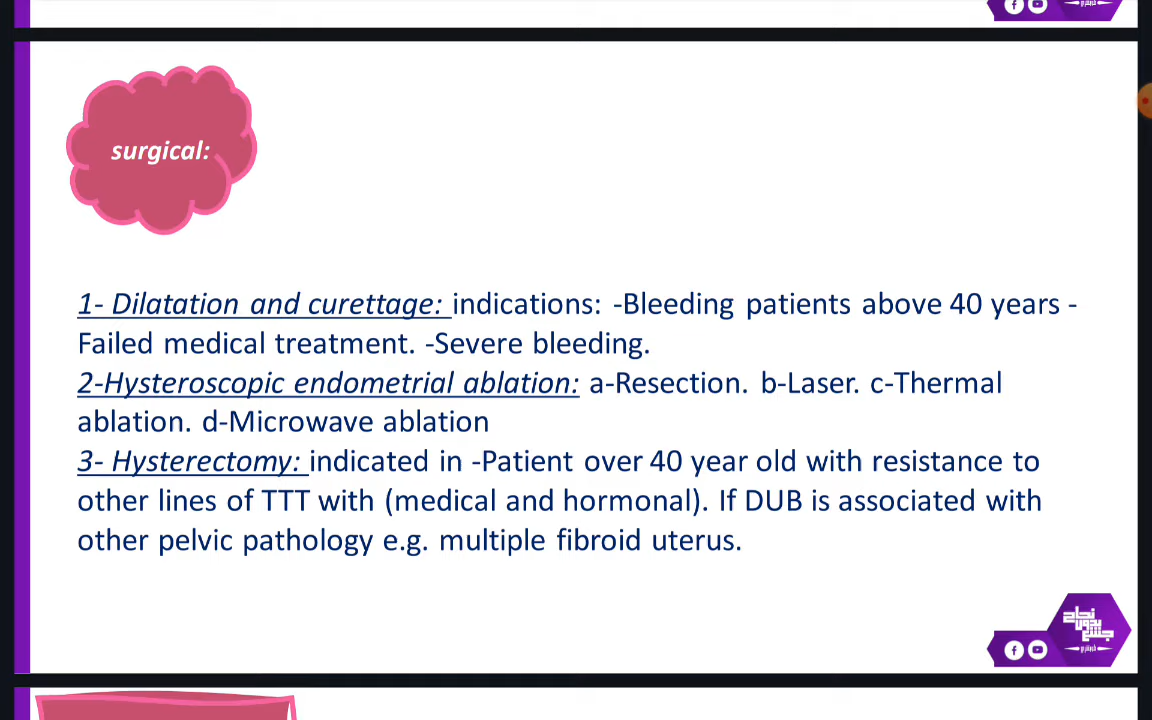 surgical:
1- Dilatation and curettage: indications: -Bleeding patients above 40 years -
Failed medical treatment. -Severe bleeding.
2-Hysteroscopic endometrial ablation: a-Resection. b-Laser. c-Thermal
ablation. d-Microwave ablation
3- Hysterectomy: indicated in -Patient over 40 year old with resistance to
other lines of TTT with (medical and hormonal). If DUB is associated with
other pelvic pathology e.g. multiple fibroid uterus.